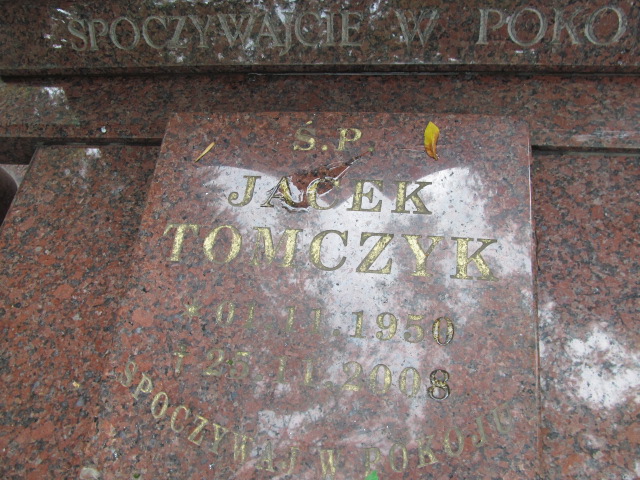 SPOCZYWAJCIE W POKO
Ś.P.
JACEK
TOMCZYK
* 01.11.1950
† 25.11.2008
SPOCZYWAJ W POKOJU